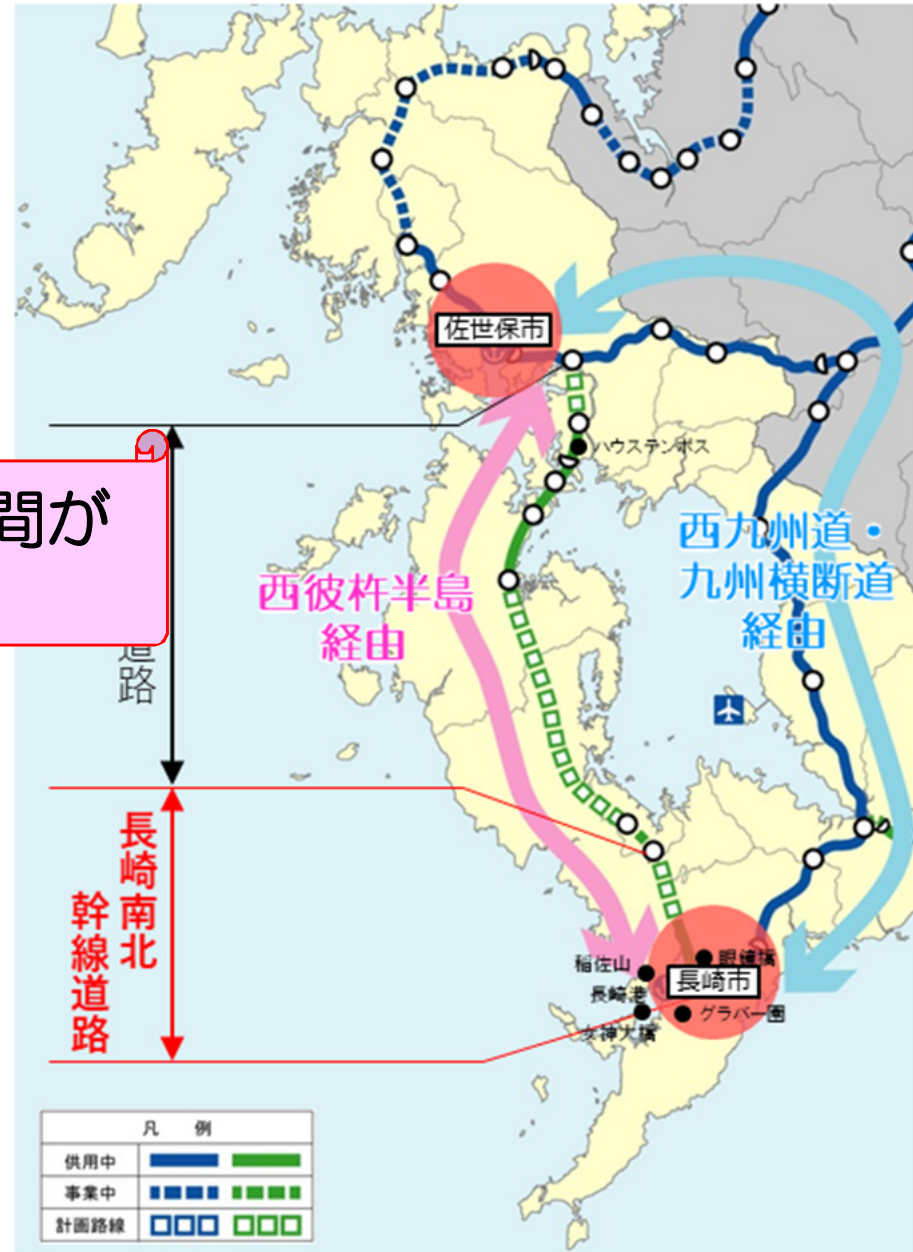 佐世保市
ハウステンボス
間が
西九州道・
九州横断道
経由
西彼杵半島
経由
道路
長崎南北
幹線道路
稲佐山
眼鏡橋
長崎市
長崎港
グラバー園
女神大橋
凡 例
供用中
事業中
計画路線